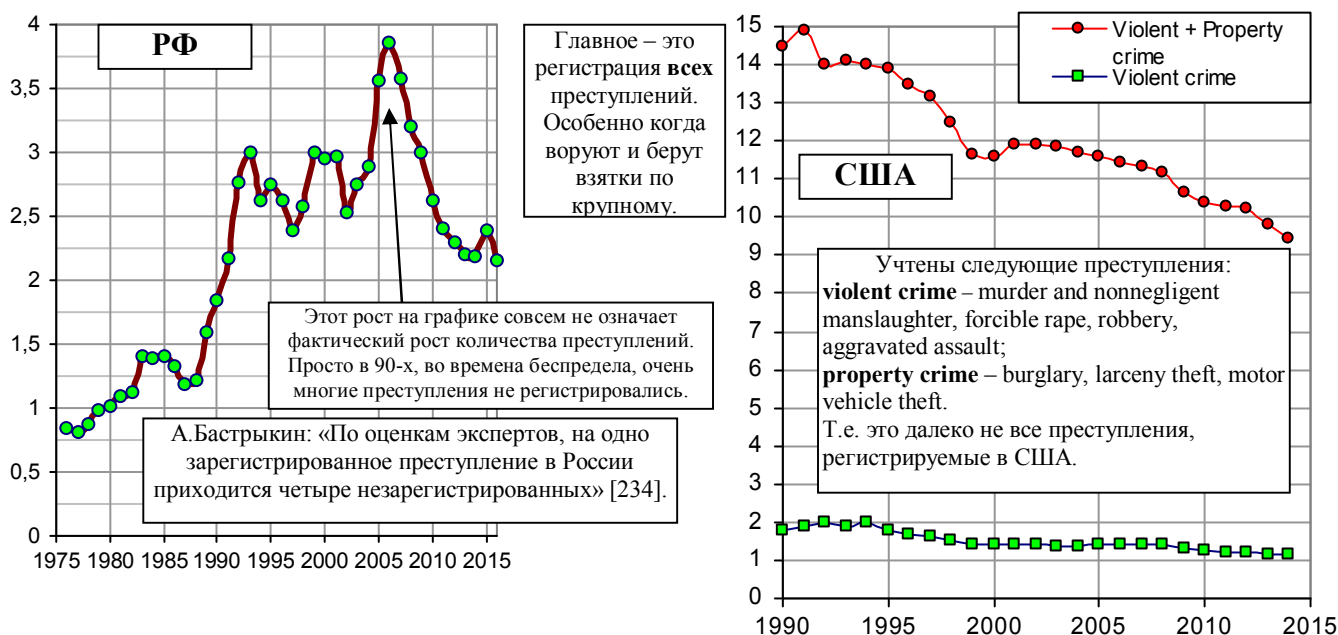 РФ
4
3,5
3
2,5
2
1,5
1
0,5
0
1975 1980 1985 1990 1995 2000 2005 2010 2015
Этот рост на графике совсем не означает
фактический рост количества преступлений.
Просто в 90-х, во времена беспредела, очень
многие преступления не регистрировались.
А.Бастрыкин: «По оценкам экспертов, на одно
зарегистрированное преступление в России
приходится четыре незарегистрированных» [234].
Главное – это
регистрация всех
преступлений.
Особенно когда
воруют и берут
взятки по
крупному.
Violent + Property
crime
Violent crime
США
15
14
13
12
11
10
9
8
7
6
5
4
3
2
1
0
1990 1995 2000 2005 2010 2015
Учтены следующие преступления:
violent crime – murder and nonnegligent
manslaughter, forcible rape, robbery,
aggravated assault;
property crime – burglary, larceny theft, motor
vehicle theft.
Т.е. это далеко не все преступления,
регистрируемые в США.